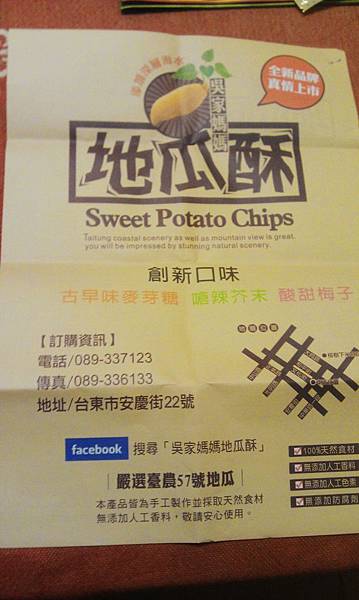 吳家媽媽
全新品牌
真情上市
地瓜酥
Sweet Potato Chips
Taitung coastal scenery as well as mountain view is great.
you will be impressed by stunning natural scenery.
創新口味
古早味麥芽糖 嗆辣芥末 酸甜梅子
【訂購資訊】
電話/089-337123
傳真/089-336133
地址/台東市安慶街22號
facebook 搜尋「吳家媽媽地瓜酥」
嚴選臺農57號地瓜
本產品皆為手工製作並採取天然食材
無添加人工香料，敬請安心使用。
100%天然食材
無添加人工香料
無添加人工色素
無添加防腐劑